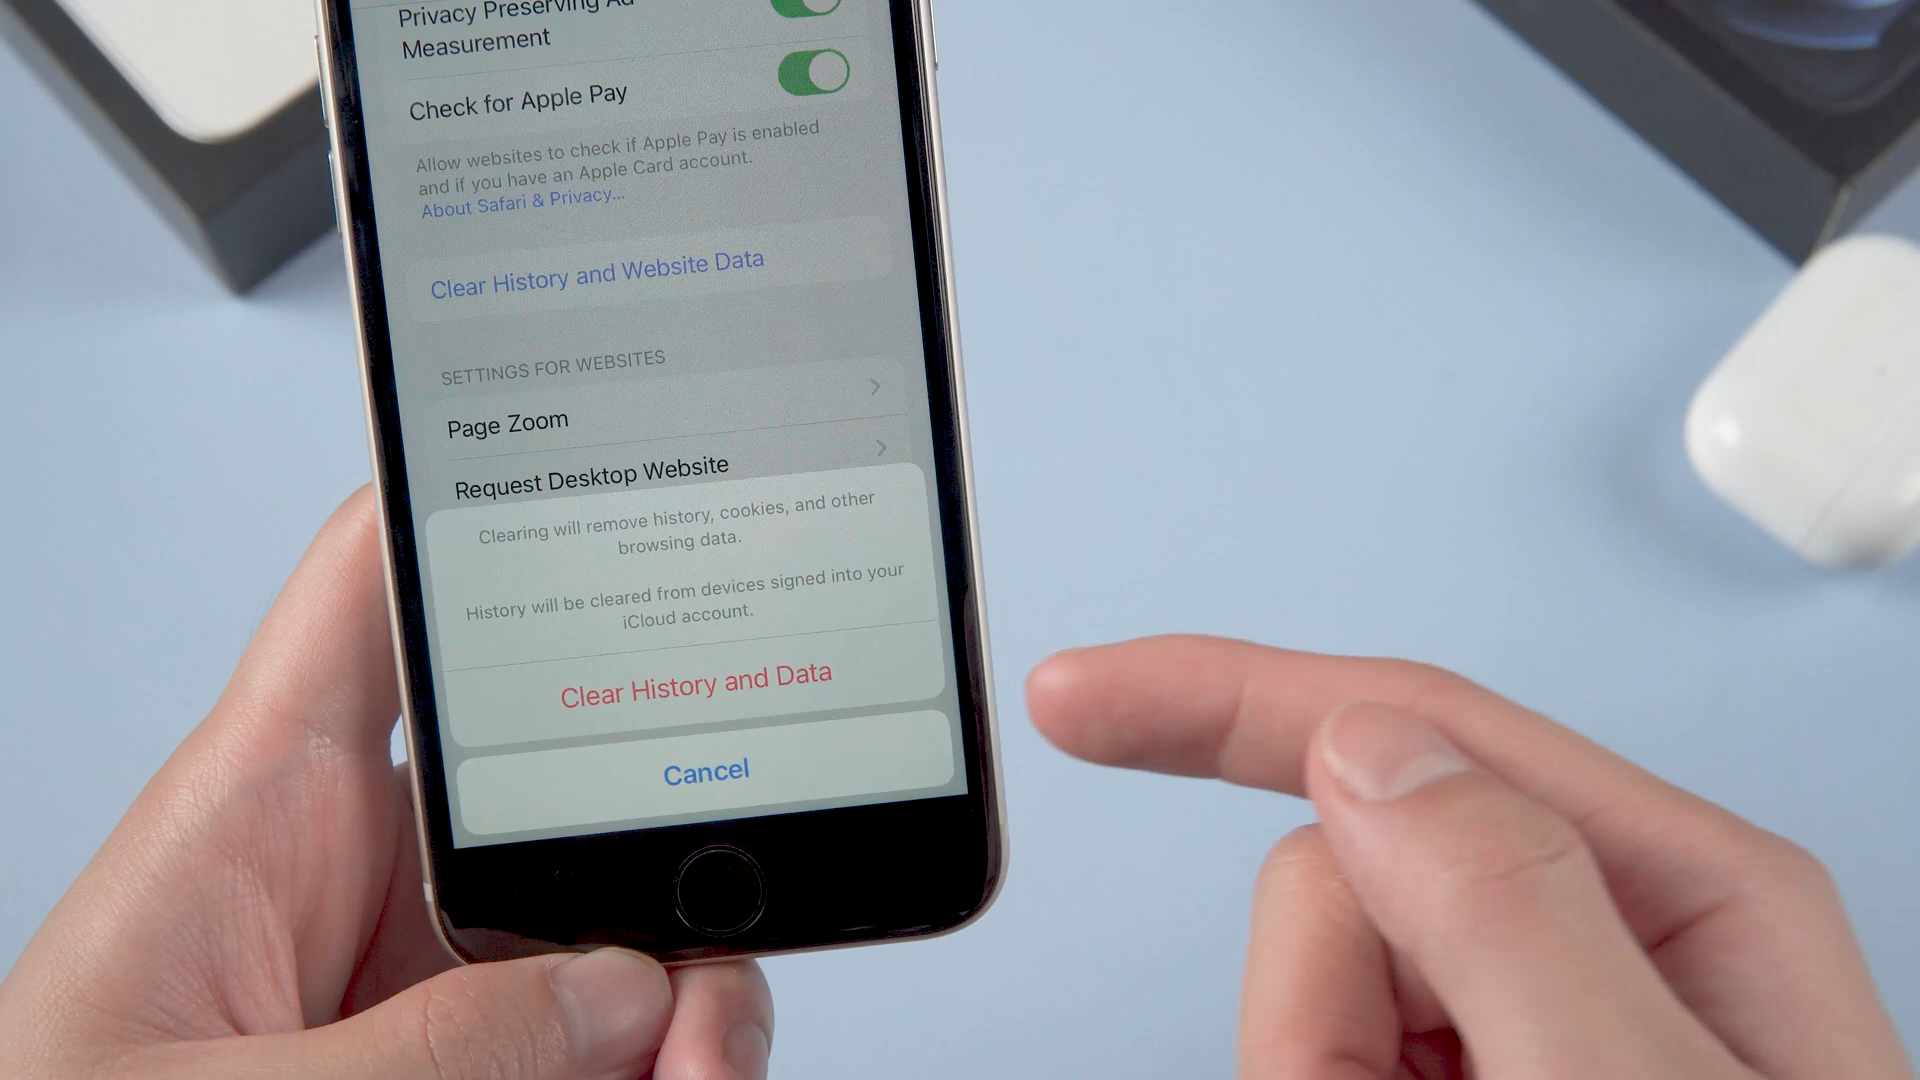 Privacy Preserving Ad
Measurement
Check for Apple Pay
Allow websites to check if Apple Pay is enabled
and if you have an Apple Card account.
About Safari & Privacy...
Clear History and Website Data
SETTINGS FOR WEBSITES
Page Zoom
Request Desktop Website
Clearing will remove history, cookies, and other
browsing data.
History will be cleared from devices signed into your
iCloud account.
Clear History and Data
Cancel